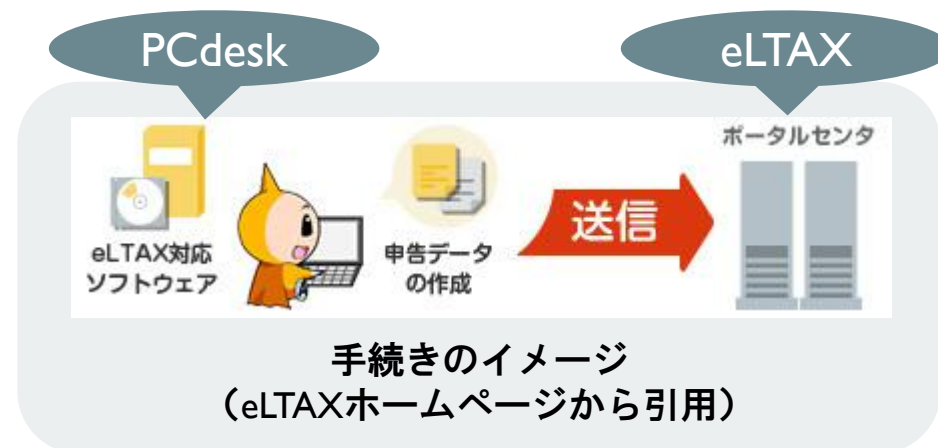 PCdesk
eLTAX
ポータルセンタ
eLTAX対応
ソフトウェア
申告データ
の作成
送信
手続きのイメージ
（eLTAXホームページから引用）